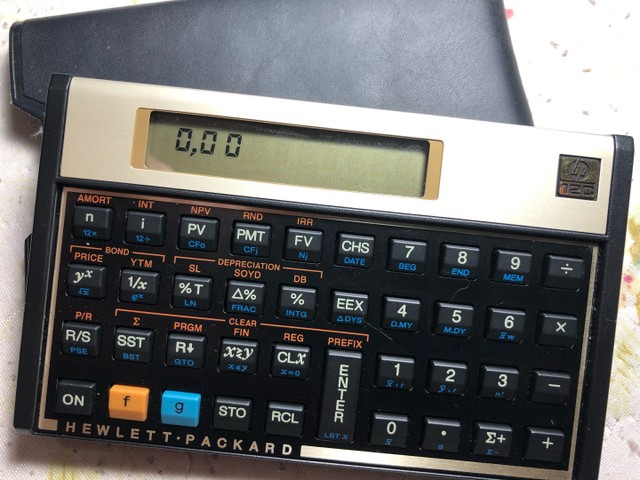 0,00
hp
12C
AMORT INT NPV RND IRR
n i PV PMT FV CHS 7 8 9 ÷
12× 12÷ CFo CFj Nj DATE BEG END MEM
BOND DEPRECIATION
PRICE YTM SL SOYD DB
yˣ 1/x %T Δ% % EEX 4 5 6 ×
√x eˣ LN FRAC INTG ΔDYS D.MY M.DY x̄w
CLEAR
P/R Σ PRGM FIN REG PREFIX
R/S SST R↓ x≷y CLx ENTER 1 2 3 −
PSE BST GTO x≤y x=0 x̂,r ŷ,r n!
ON f g STO RCL 0 · Σ+ +
LST X x̄ s Σ−
HEWLETT·PACKARD